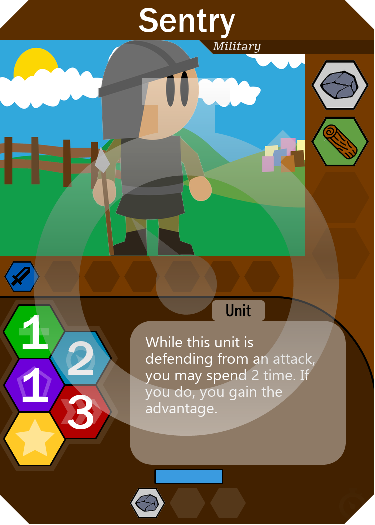 Sentry
Military
Unit
1
2
1
3
While this unit is
defending from an attack,
you may spend 2 time. If
you do, you gain the
advantage.